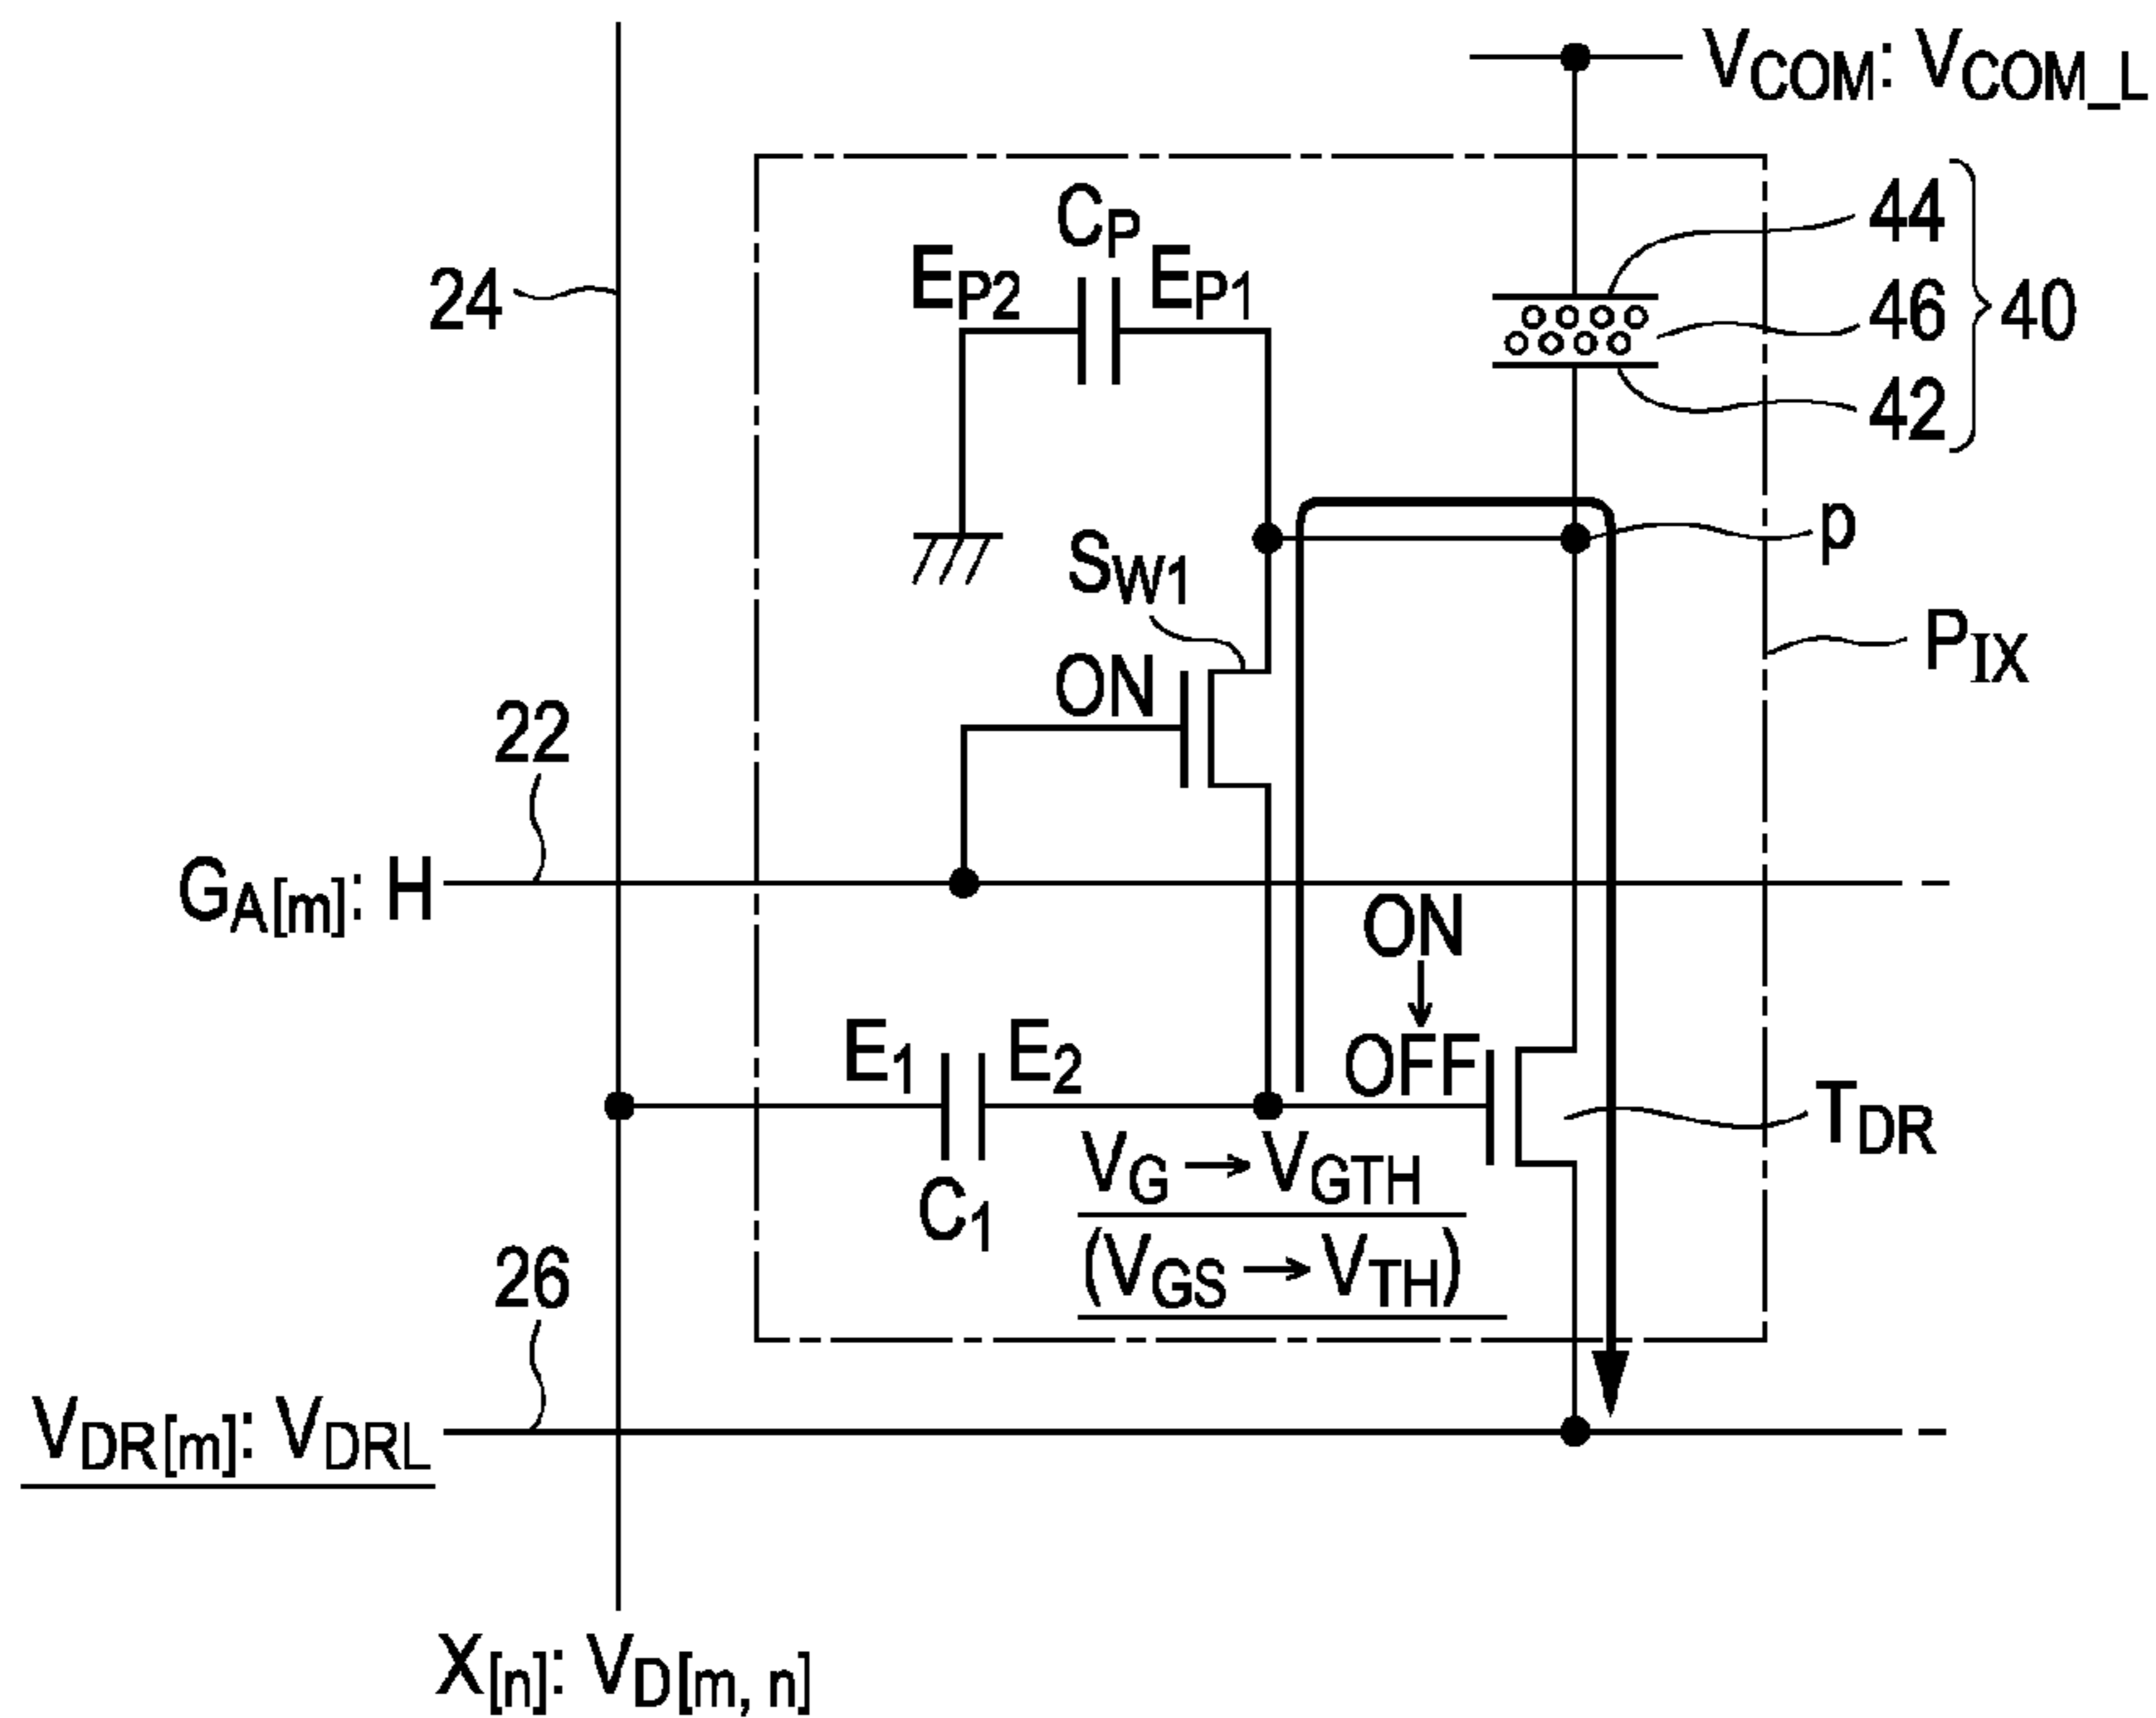 VCOM: VCOM_L
44
CP
EP2
EP1
24
46
40
42
p
SW1
PIX
ON
22
GA[m]: H
ON
↓
OFF
E1
E2
TDR
VG → VGTH
C1
(VGS → VTH)
26
VDR[m]: VDRL
X[n]: VD[m, n]